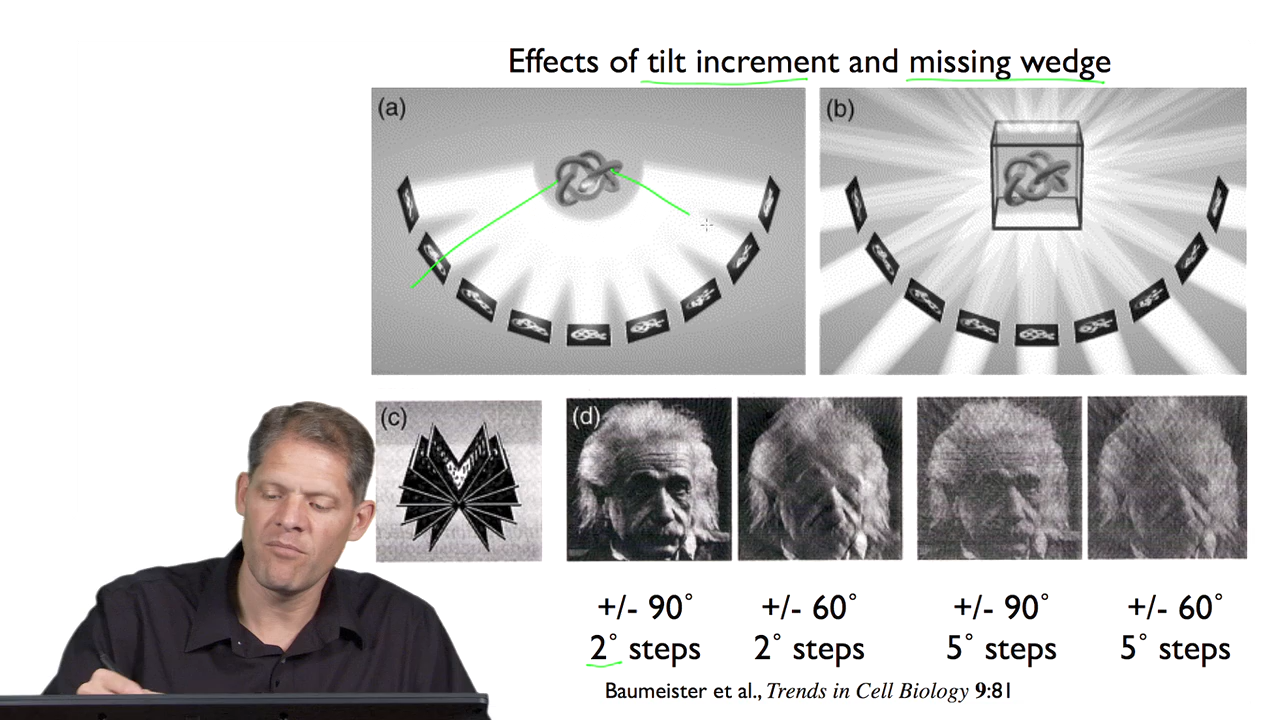 Effects of tilt increment and missing wedge
(a)
(b)
(c)
(d)
+/- 90˚ +/- 60˚ +/- 90˚ +/- 60˚
2˚ steps 2˚ steps 5˚ steps 5˚ steps
Baumeister et al., Trends in Cell Biology 9:81